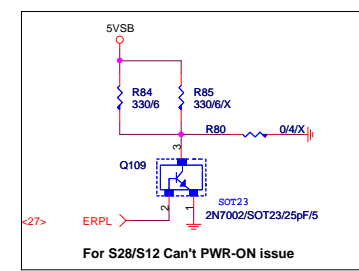 5VSB
R84
330/6
R85
330/6/X
R80
0/4/X
3
Q109
2
1
SOT23
2N7002/SOT23/25pF/5
<27>
ERPL
For S28/S12 Can't PWR-ON issue